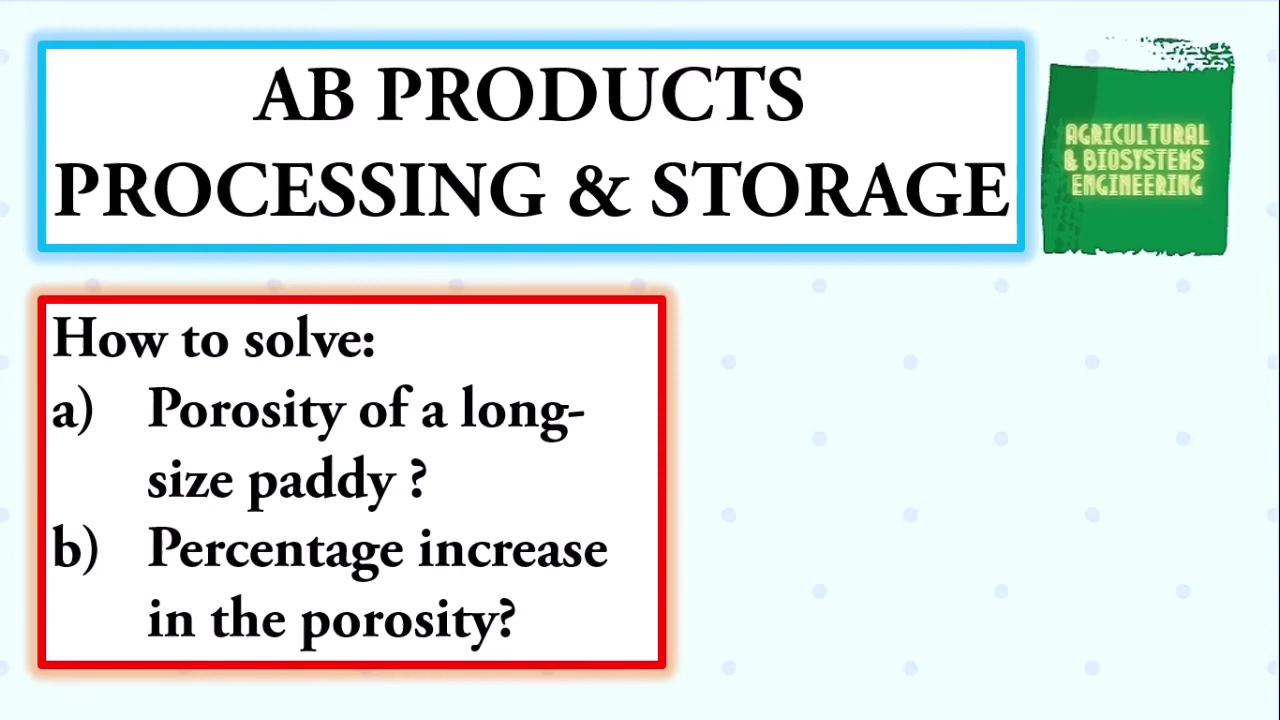 AB PRODUCTS
PROCESSING & STORAGE
AGRICULTURAL
& BIOSYSTEMS
ENGINEERING
How to solve:
a) Porosity of a long-
size paddy ?
b) Percentage increase
in the porosity?